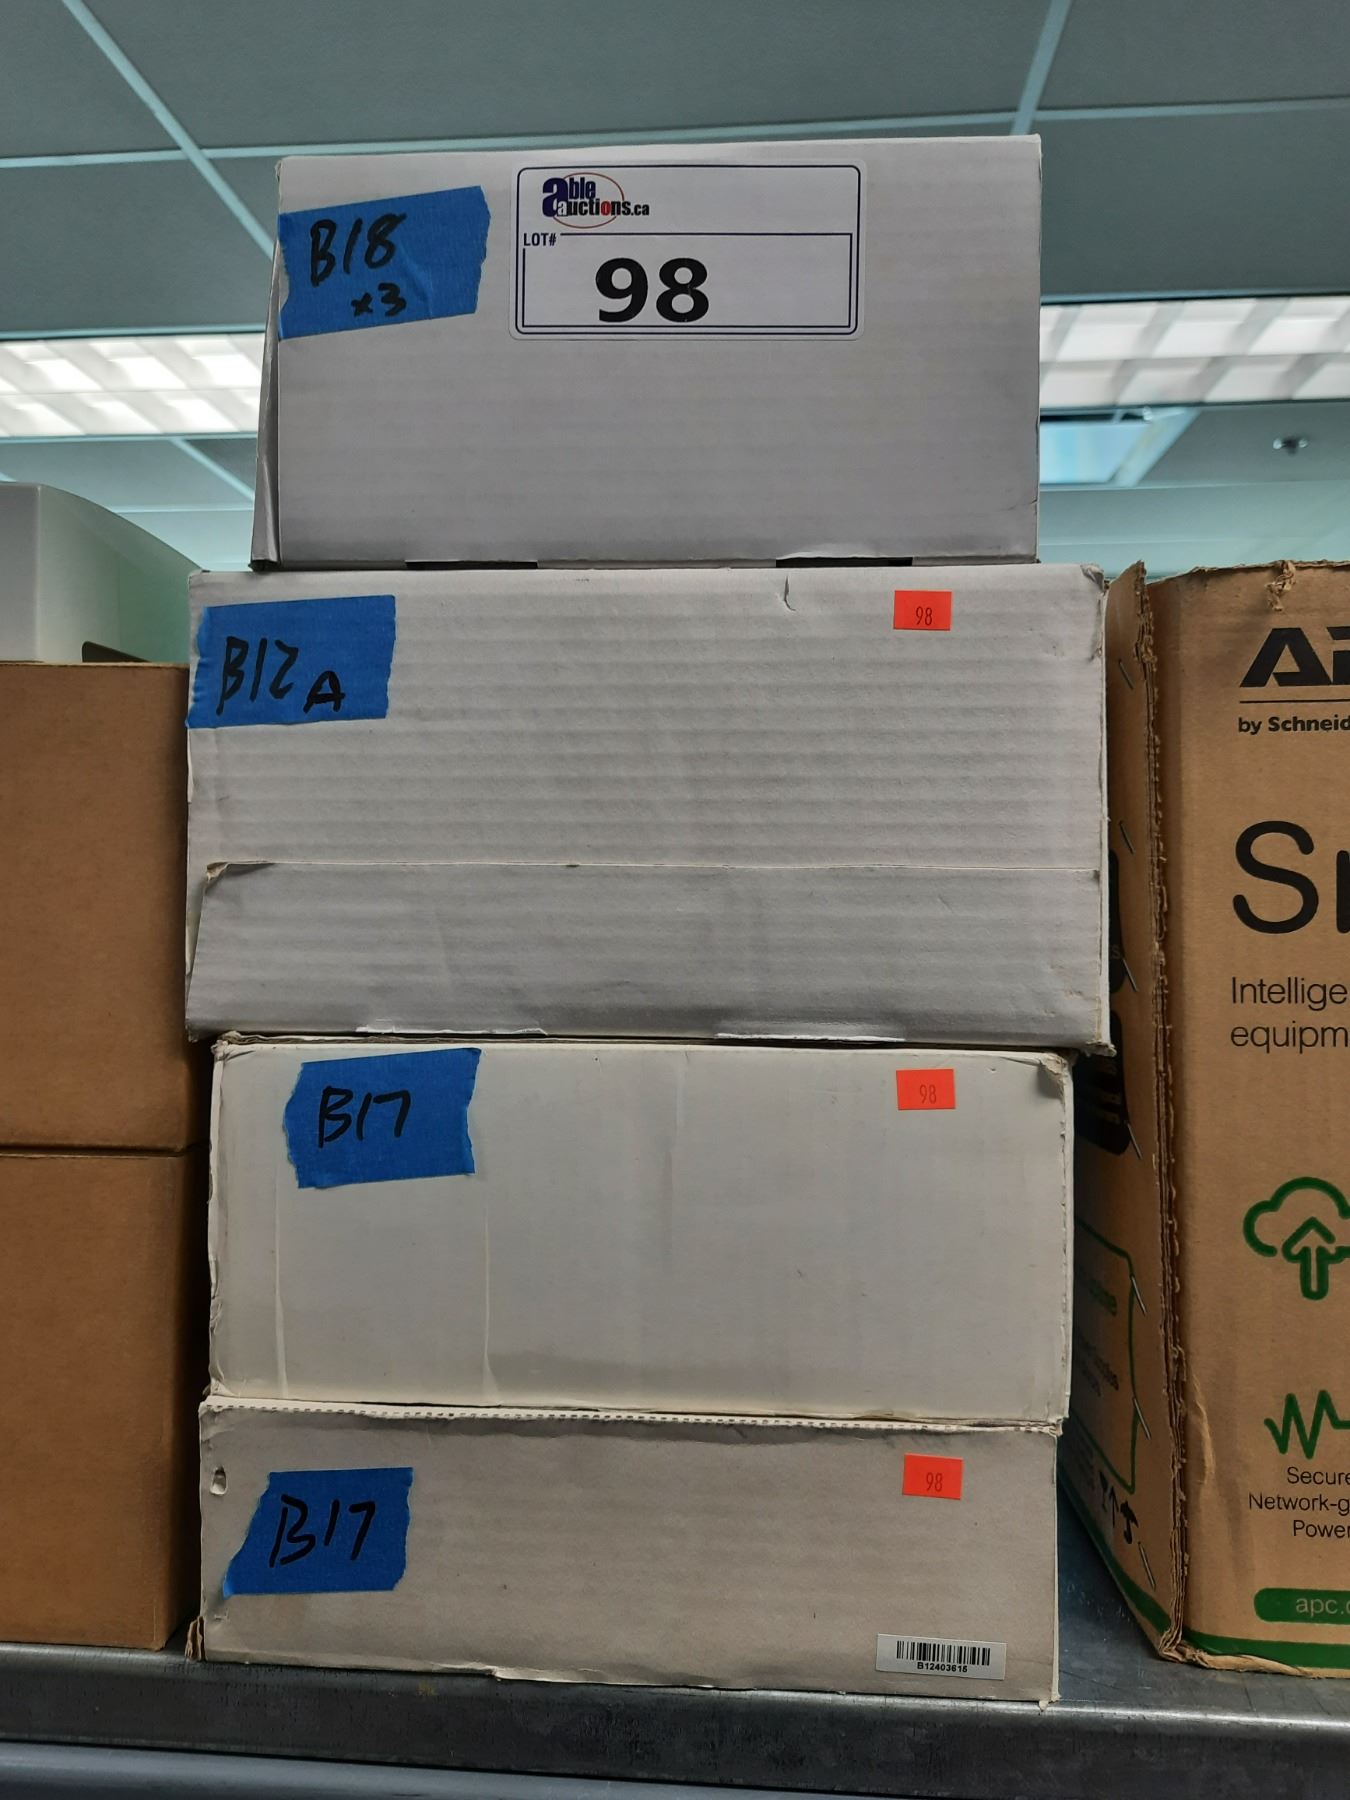 B18
x3
able
auctions.ca
LOT#
98
B12A
98
B17
98
B17
98
B12403615
by Schneid
Intellige
equipm
Secure
Network-g
Power
apc.